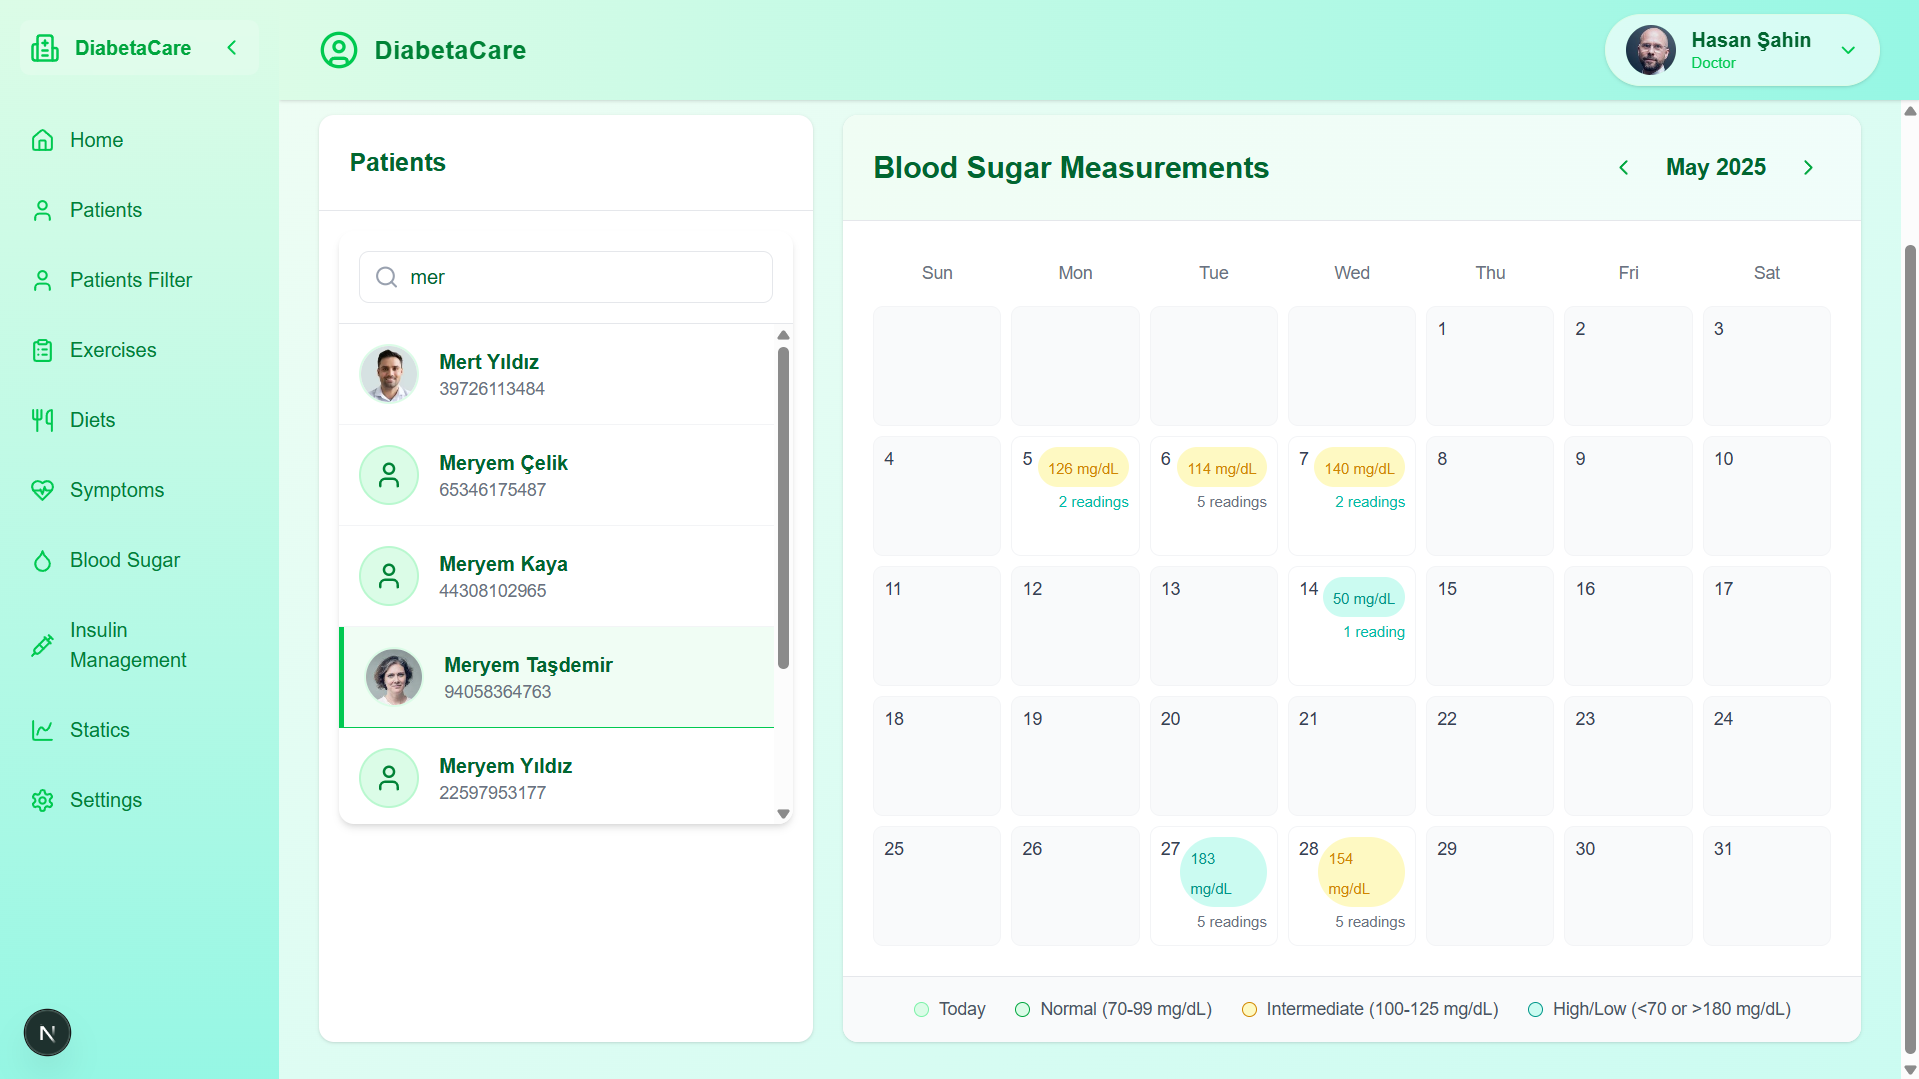 DiabetaCare
Home
Patients
Patients Filter
Exercises
Diets
Symptoms
Blood Sugar
Insulin
Management
Statics
Settings
N
DiabetaCare
Hasan Şahin
Doctor
Patients
mer
Mert Yıldız
39726113484
Meryem Çelik
65346175487
Meryem Kaya
44308102965
Meryem Taşdemir
94058364763
Meryem Yıldız
22597953177
Blood Sugar Measurements
May 2025
Sun Mon Tue Wed Thu Fri Sat
1 2 3
4 5 126 mg/dL 6 114 mg/dL 7 140 mg/dL 8 9 10
2 readings 5 readings 2 readings
11 12 13 14 50 mg/dL 15 16 17
1 reading
18 19 20 21 22 23 24
25 26 27 183 28 154 29 30 31
mg/dL mg/dL
5 readings 5 readings
Today Normal (70-99 mg/dL) Intermediate (100-125 mg/dL) High/Low (<70 or >180 mg/dL)